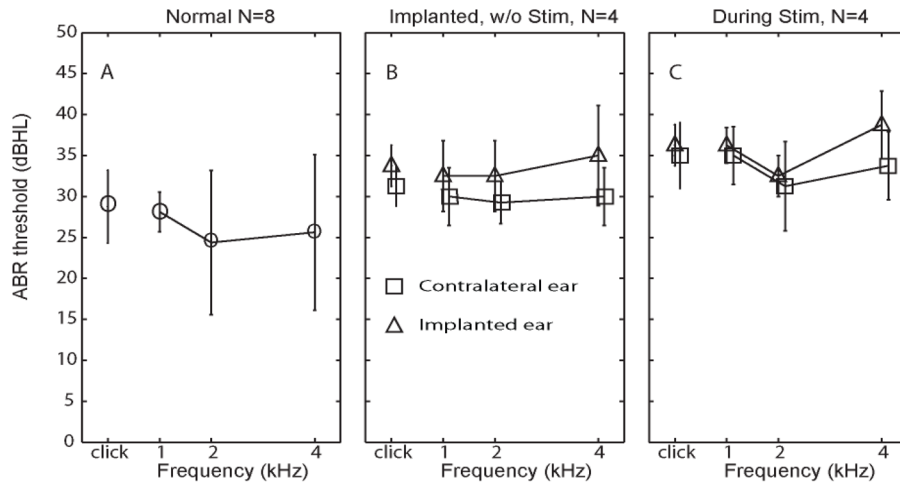 Normal N=8
Implanted, w/o Stim, N=4
During Stim, N=4
ABR threshold (dBHL)
50
45
40
35
30
25
20
15
10
5
0
A
B
C
Contralateral ear
Implanted ear
click 1 2 4
click 1 2 4
click 1 2 4
Frequency (kHz)
Frequency (kHz)
Frequency (kHz)